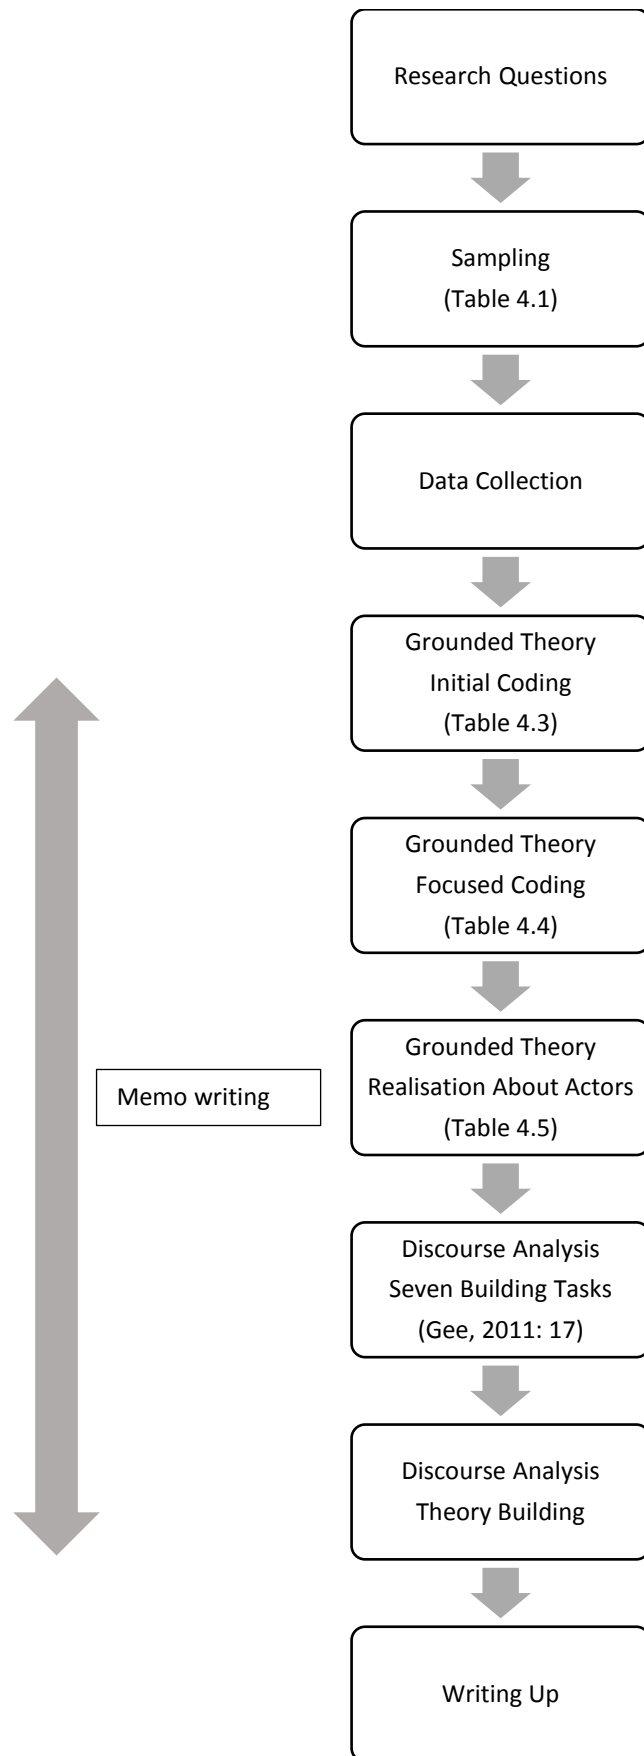 Research Questions
Sampling
(Table 4.1)
Data Collection
Grounded Theory
Initial Coding
(Table 4.3)
Grounded Theory
Focused Coding
(Table 4.4)
Memo writing
Grounded Theory
Realisation About Actors
(Table 4.5)
Discourse Analysis
Seven Building Tasks
(Gee, 2011: 17)
Discourse Analysis
Theory Building
Writing Up